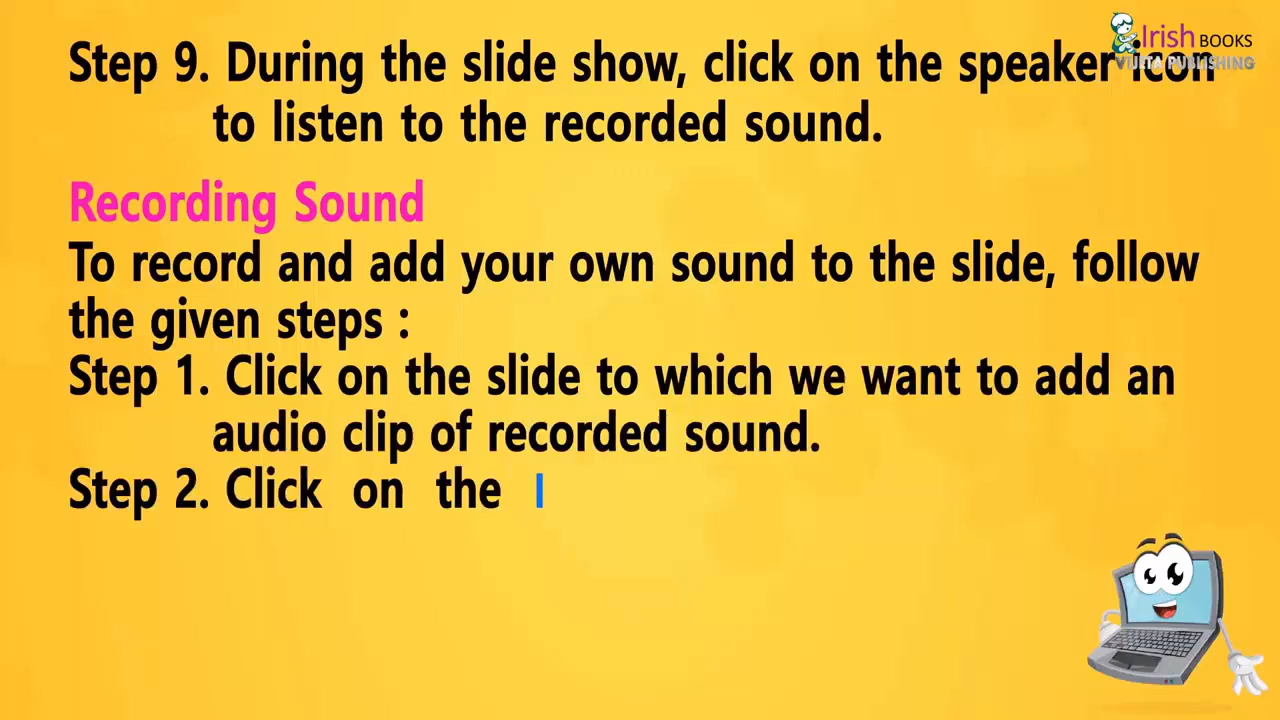 Irish BOOKS
VIJETA PUBLISHING
Step 9. During the slide show, click on the speaker icon
to listen to the recorded sound.
Recording Sound
To record and add your own sound to the slide, follow
the given steps :
Step 1. Click on the slide to which we want to add an
audio clip of recorded sound.
Step 2. Click on the I